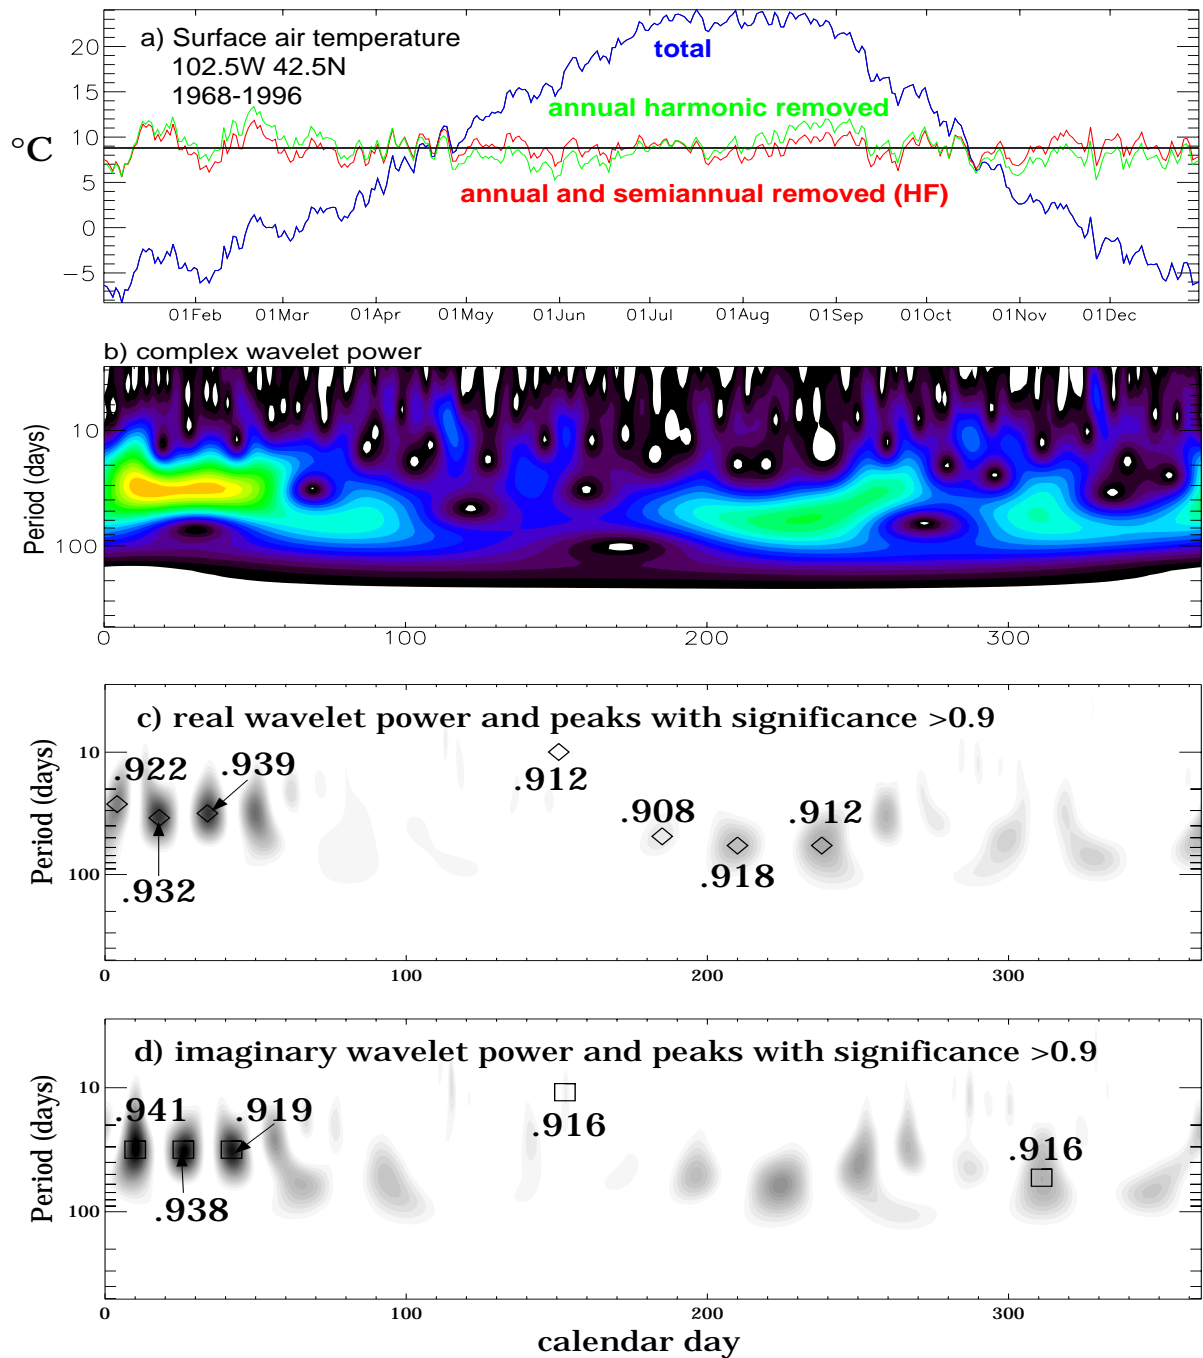 a) Surface air temperature
102.5W 42.5N
1968-1996
total
annual harmonic removed
annual and semiannual removed (HF)
°C
20
15
10
5
0
-5
01Feb 01Mar 01Apr 01May 01Jun 01Jul 01Aug 01Sep 01Oct 01Nov 01Dec
b) complex wavelet power
Period (days)
10
100
0 100 200 300
c) real wavelet power and peaks with significance >0.9
Period (days)
10
100
.922
.939
.932
.912
.908
.918
.912
0 100 200 300
d) imaginary wavelet power and peaks with significance >0.9
Period (days)
10
100
.941
.919
.938
.916
.916
0 100 200 300
calendar day